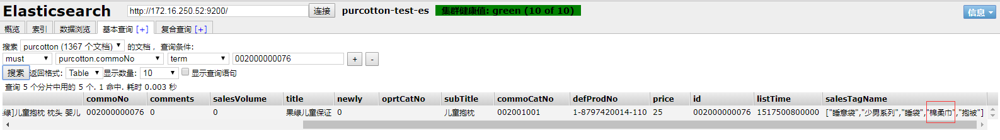 Elasticsearch http://172.16.250.52:9200/ 连接 purcotton-test-es 集群健康值: green (10 of 10) 信息
概览 索引 数据浏览 基本查询 [+] 复合查询 [+]
搜索 purcotton (1367 个文档) 的文档， 查询条件:
must purcotton.commoNo term 002000000076 + -
搜索 返回格式: Table 显示数量: 10 显示查询语句
查询 5 个分片中用的 5 个. 1 命中. 耗时 0.003 秒
commoNo comments salesVolume title newly oprtCatNo subTitle commoCatNo defProdNo price id listTime salesTagName
]儿童抱枕 枕头 婴儿 002000000076 0 0 果绿儿童保证 0 儿童抱枕 002001001 1-8797420014-110 25 002000000076 1517500800000 ["睡意袋","少男系列","睡袋","棉柔巾","抱被"]